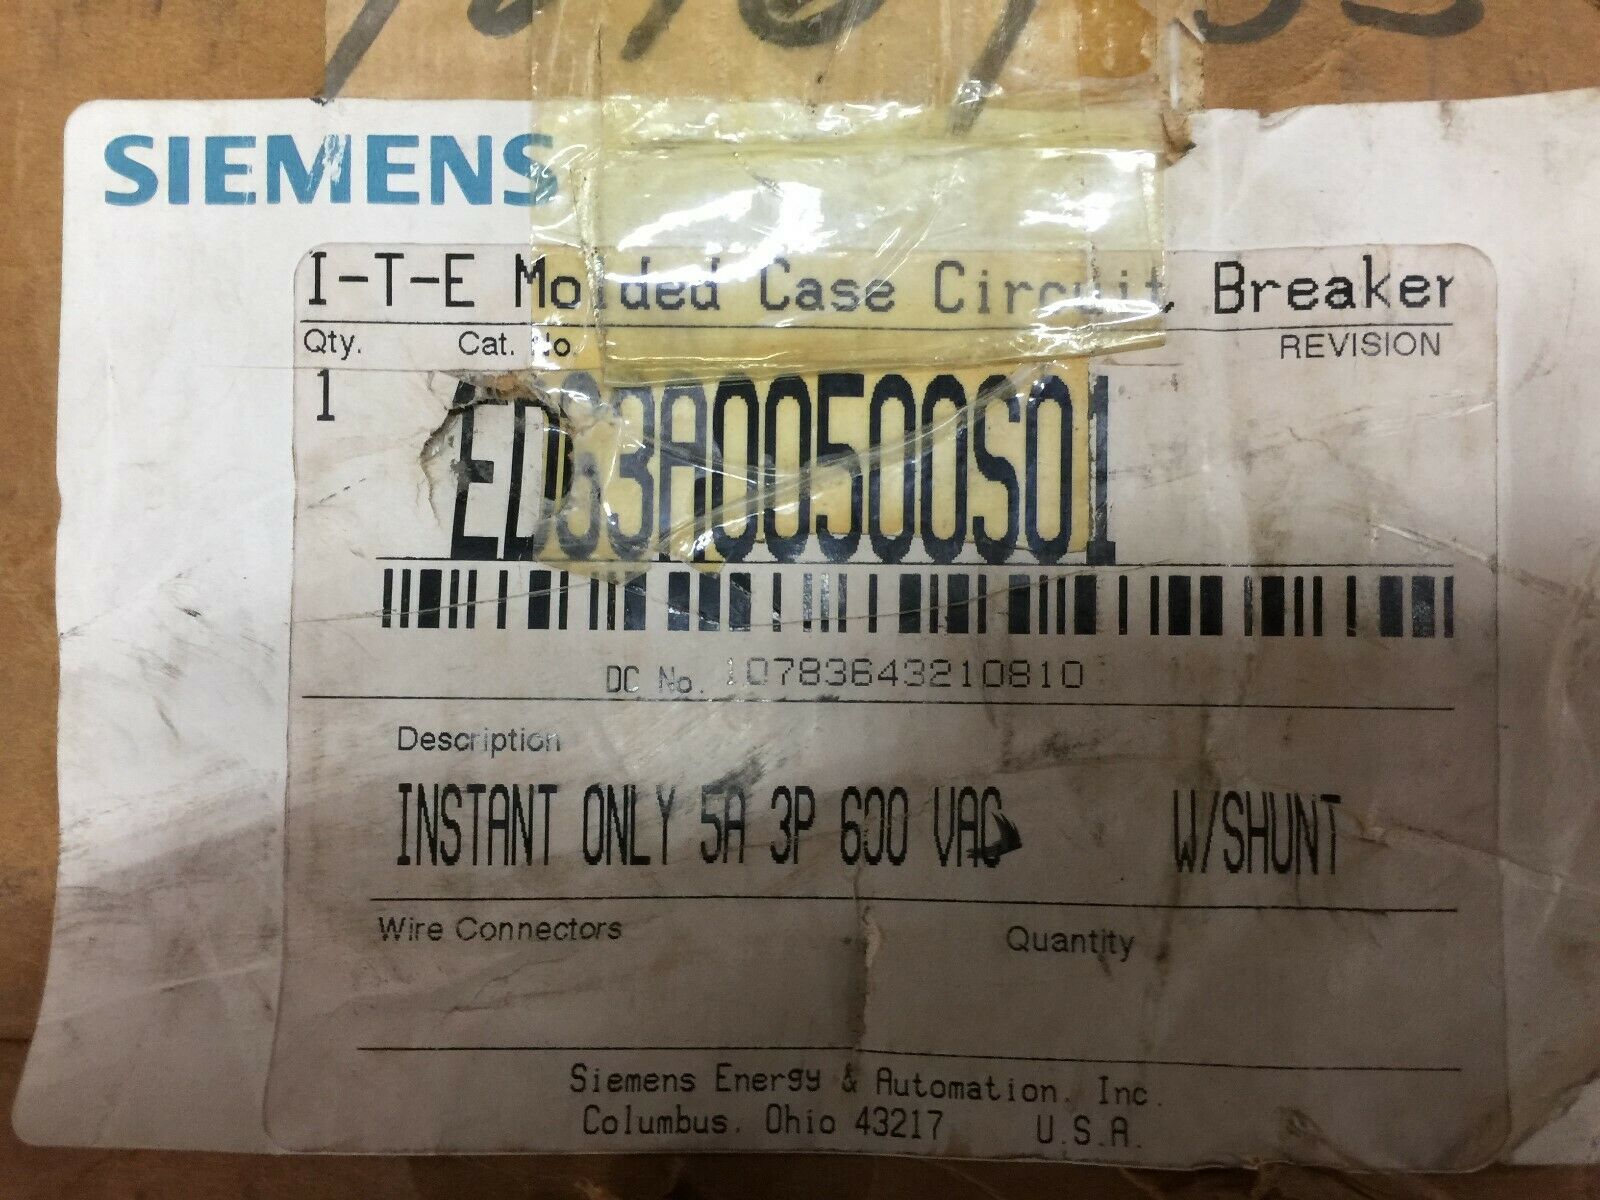 SIEMENS
I-T-E Molded Case Circuit Breaker
Qty. Cat. No. REVISION
1 ED63A00500S01
DC No. 10783643210810
Description
INSTANT ONLY 5A 3P 600 VAC W/SHUNT
Wire Connectors Quantity
Siemens Energy & Automation, Inc.
Columbus, Ohio 43217 U.S.A.